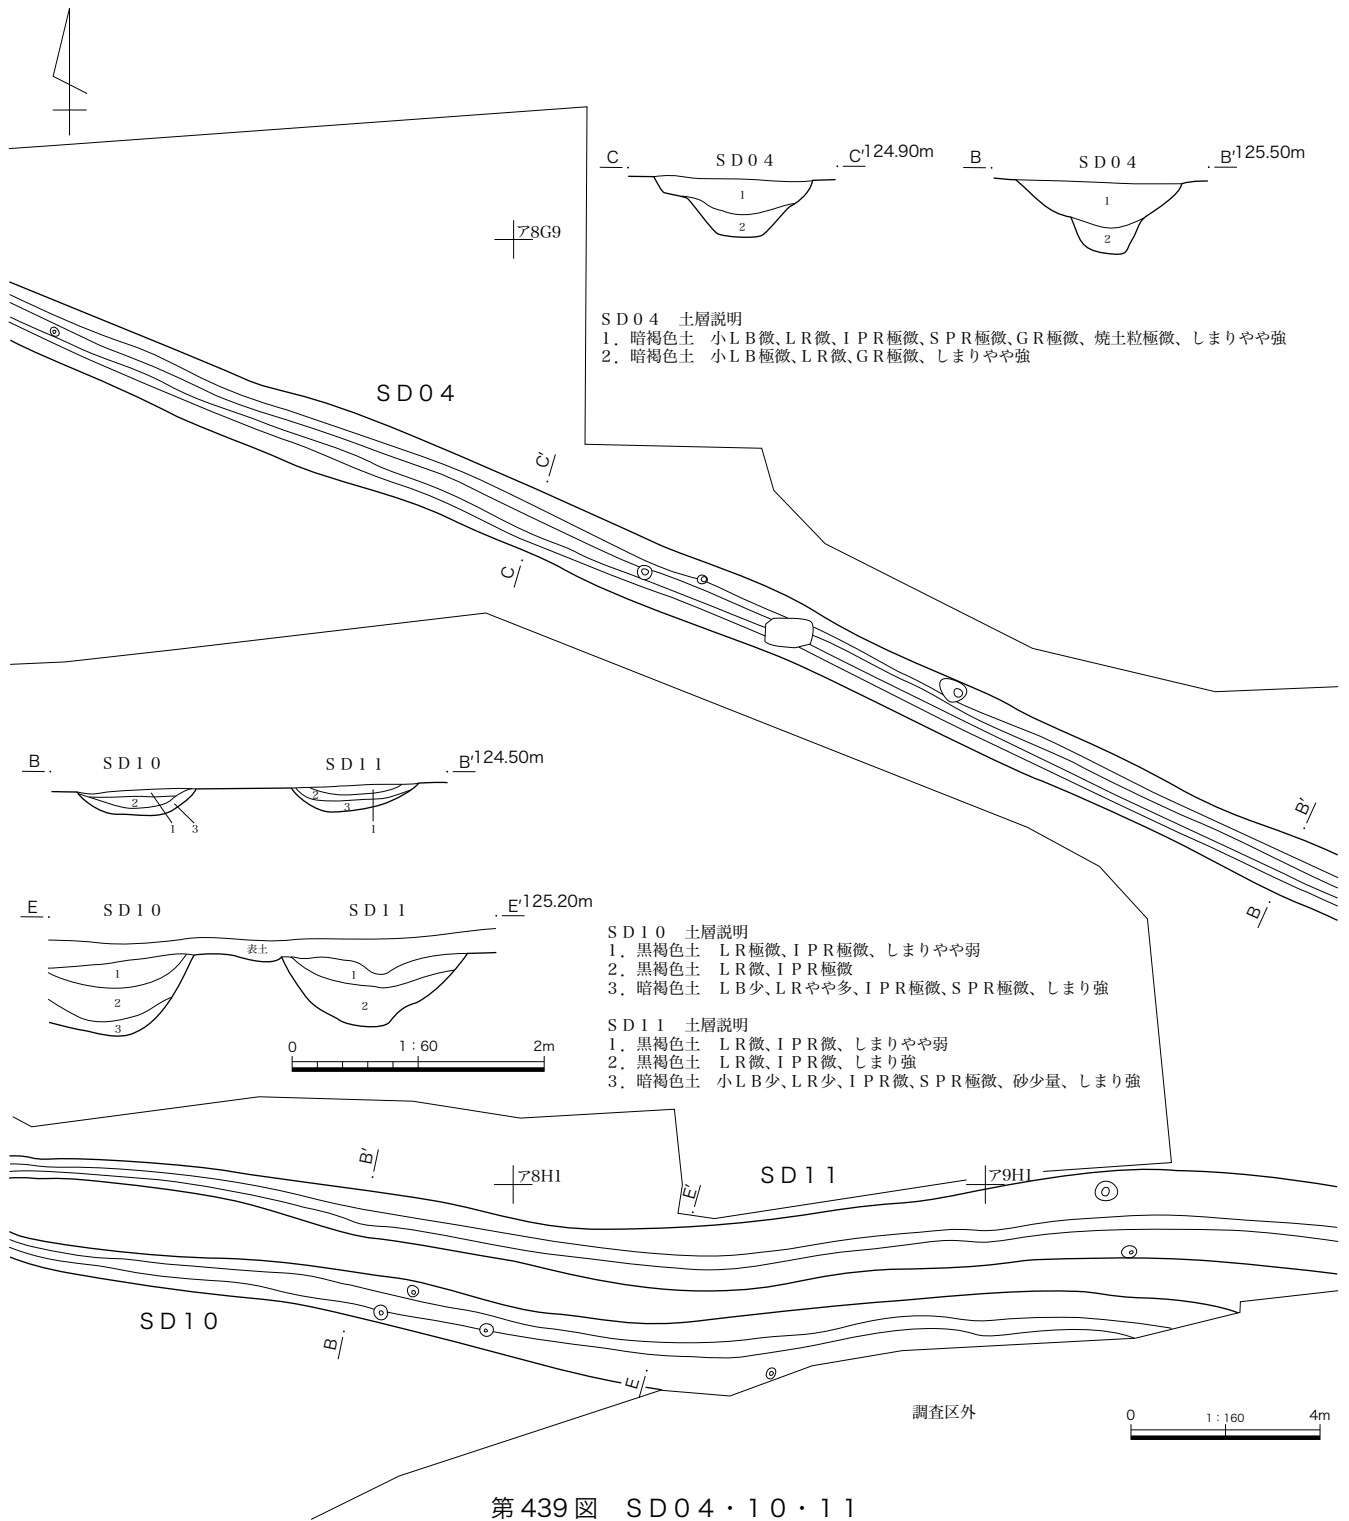 C
SD04
C'124.90m
B
SD04
B'125.50m
1
2
1
2
ア8G9
SD04　土層説明
1．暗褐色土　小LB微、LR微、IPR極微、SPR極微、GR極微、焼土粒極微、しまりやや強
2．暗褐色土　小LB極微、LR微、GR極微、しまりやや強
SD04
C'
C
B
SD10
SD11
B'124.50m
2
1
3
2
3
1
B'
B
E
SD10
SD11
E'125.20m
表土
1
2
3
1
2
0
1：60
2m
SD10　土層説明
1．黒褐色土　LR極微、IPR極微、しまりやや弱
2．黒褐色土　LR微、IPR極微
3．暗褐色土　LB少、LRやや多、IPR極微、SPR極微、しまり強
SD11　土層説明
1．黒褐色土　LR微、IPR微、しまりやや弱
2．黒褐色土　LR微、IPR微、しまり強
3．暗褐色土　小LB少、LR少、IPR微、SPR極微、砂少量、しまり強
B'
ア8H1
E'
SD11
ア9H1
SD10
B
E
調査区外
0
1：160
4m
第439図　SD04・10・11